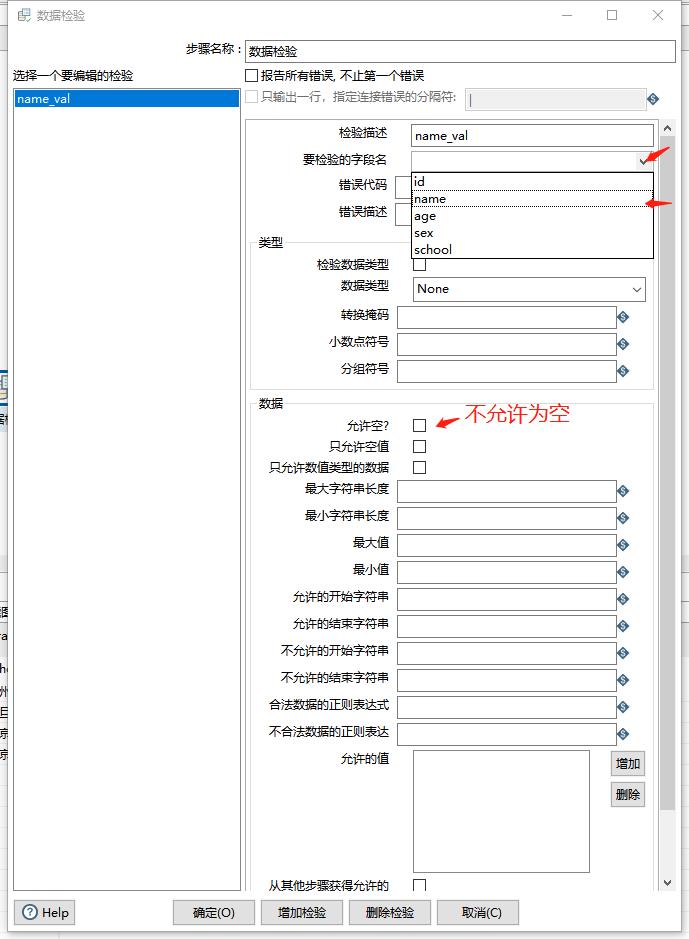 数据检验
步骤名称：
数据检验
选择一个要编辑的检验
报告所有错误, 不止第一个错误
name_val
只输出一行，指定连接错误的分隔符:
|
检验描述
name_val
要检验的字段名
错误代码
id
name
错误描述
age
sex
school
类型
检验数据类型
数据类型
None
转换掩码
小数点符号
分组符号
数据
允许空?
不允许为空
只允许空值
只允许数值类型的数据
最大字符串长度
最小字符串长度
最大值
最小值
允许的开始字符串
允许的结束字符串
不允许的开始字符串
不允许的结束字符串
合法数据的正则表达式
不合法数据的正则表达
允许的值
增加
删除
从其他步骤获得允许的
Help
确定(O)
增加检验
删除检验
取消(C)